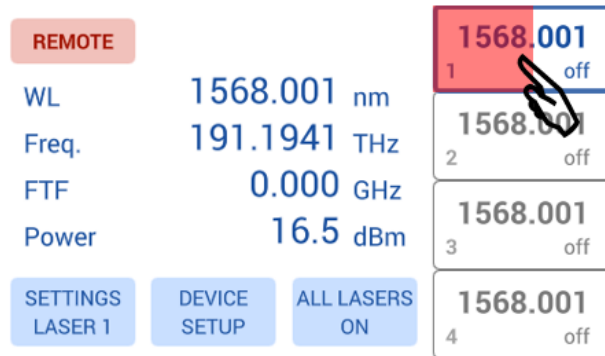 REMOTE
WL 1568.001 nm
Freq. 191.1941 THz
FTF 0.000 GHz
Power 16.5 dBm
SETTINGS
LASER 1
DEVICE
SETUP
ALL LASERS
ON
1568.001
1 off
1568.001
2 off
1568.001
3 off
1568.001
4 off